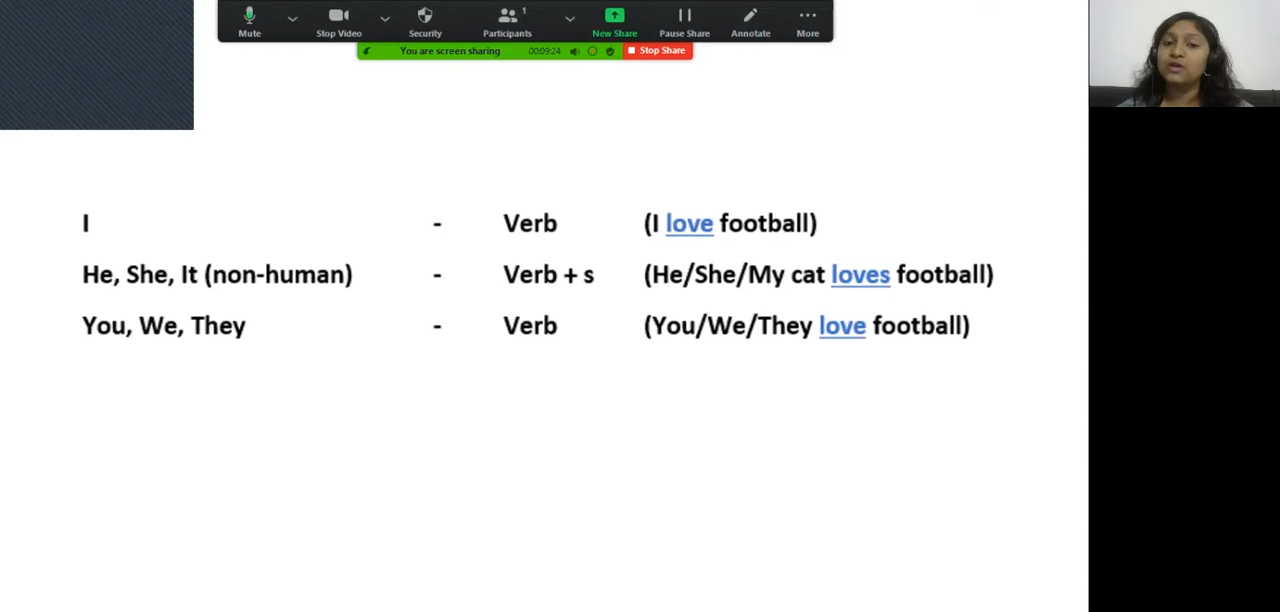 1
Mute Stop Video Security Participants New Share Pause Share Annotate More
You are screen sharing 00:09:24 Stop Share
I - Verb (I love football)
He, She, It (non-human) - Verb + s (He/She/My cat loves football)
You, We, They - Verb (You/We/They love football)